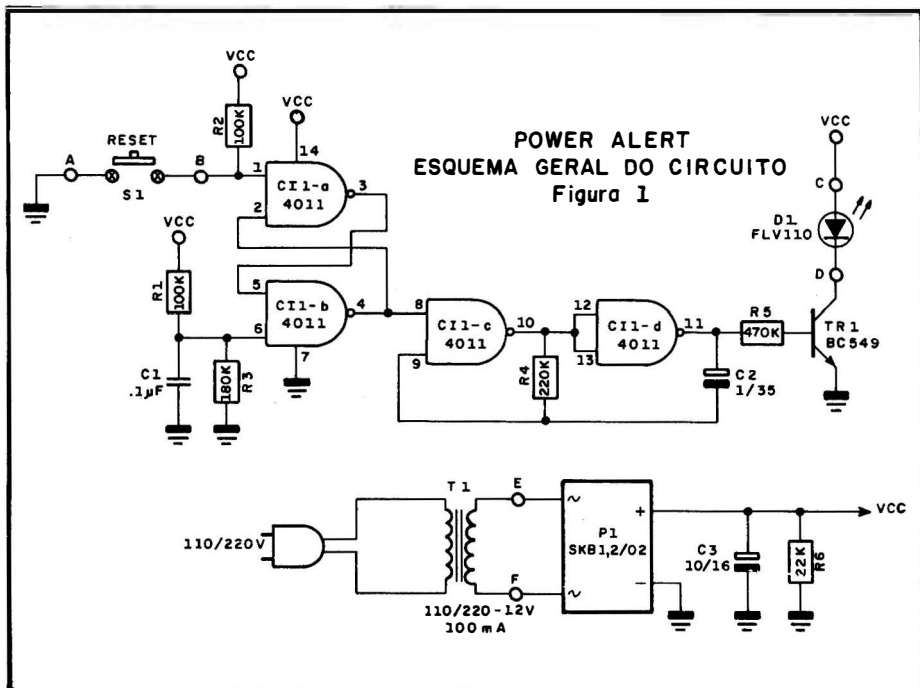 POWER ALERT
ESQUEMA GERAL DO CIRCUITO
Figura 1
VCC
R2
100K
VCC
14
RESET
A
B
S1
1
2
3
CI1-a
4011
VCC
R1
100K
5
6
4
CI1-b
4011
7
C1
.1µF
180K
R3
8
9
10
CI1-c
4011
R4
220K
12
13
11
CI1-d
4011
R5
470K
C2
1/35
VCC
C
D1
FLV110
D
TR1
BC549
110/220V
T1
E
F
110/220-12V
100mA
~
~
P1
SKB1,2/02
+
-
VCC
C3
10/16
22K
R6